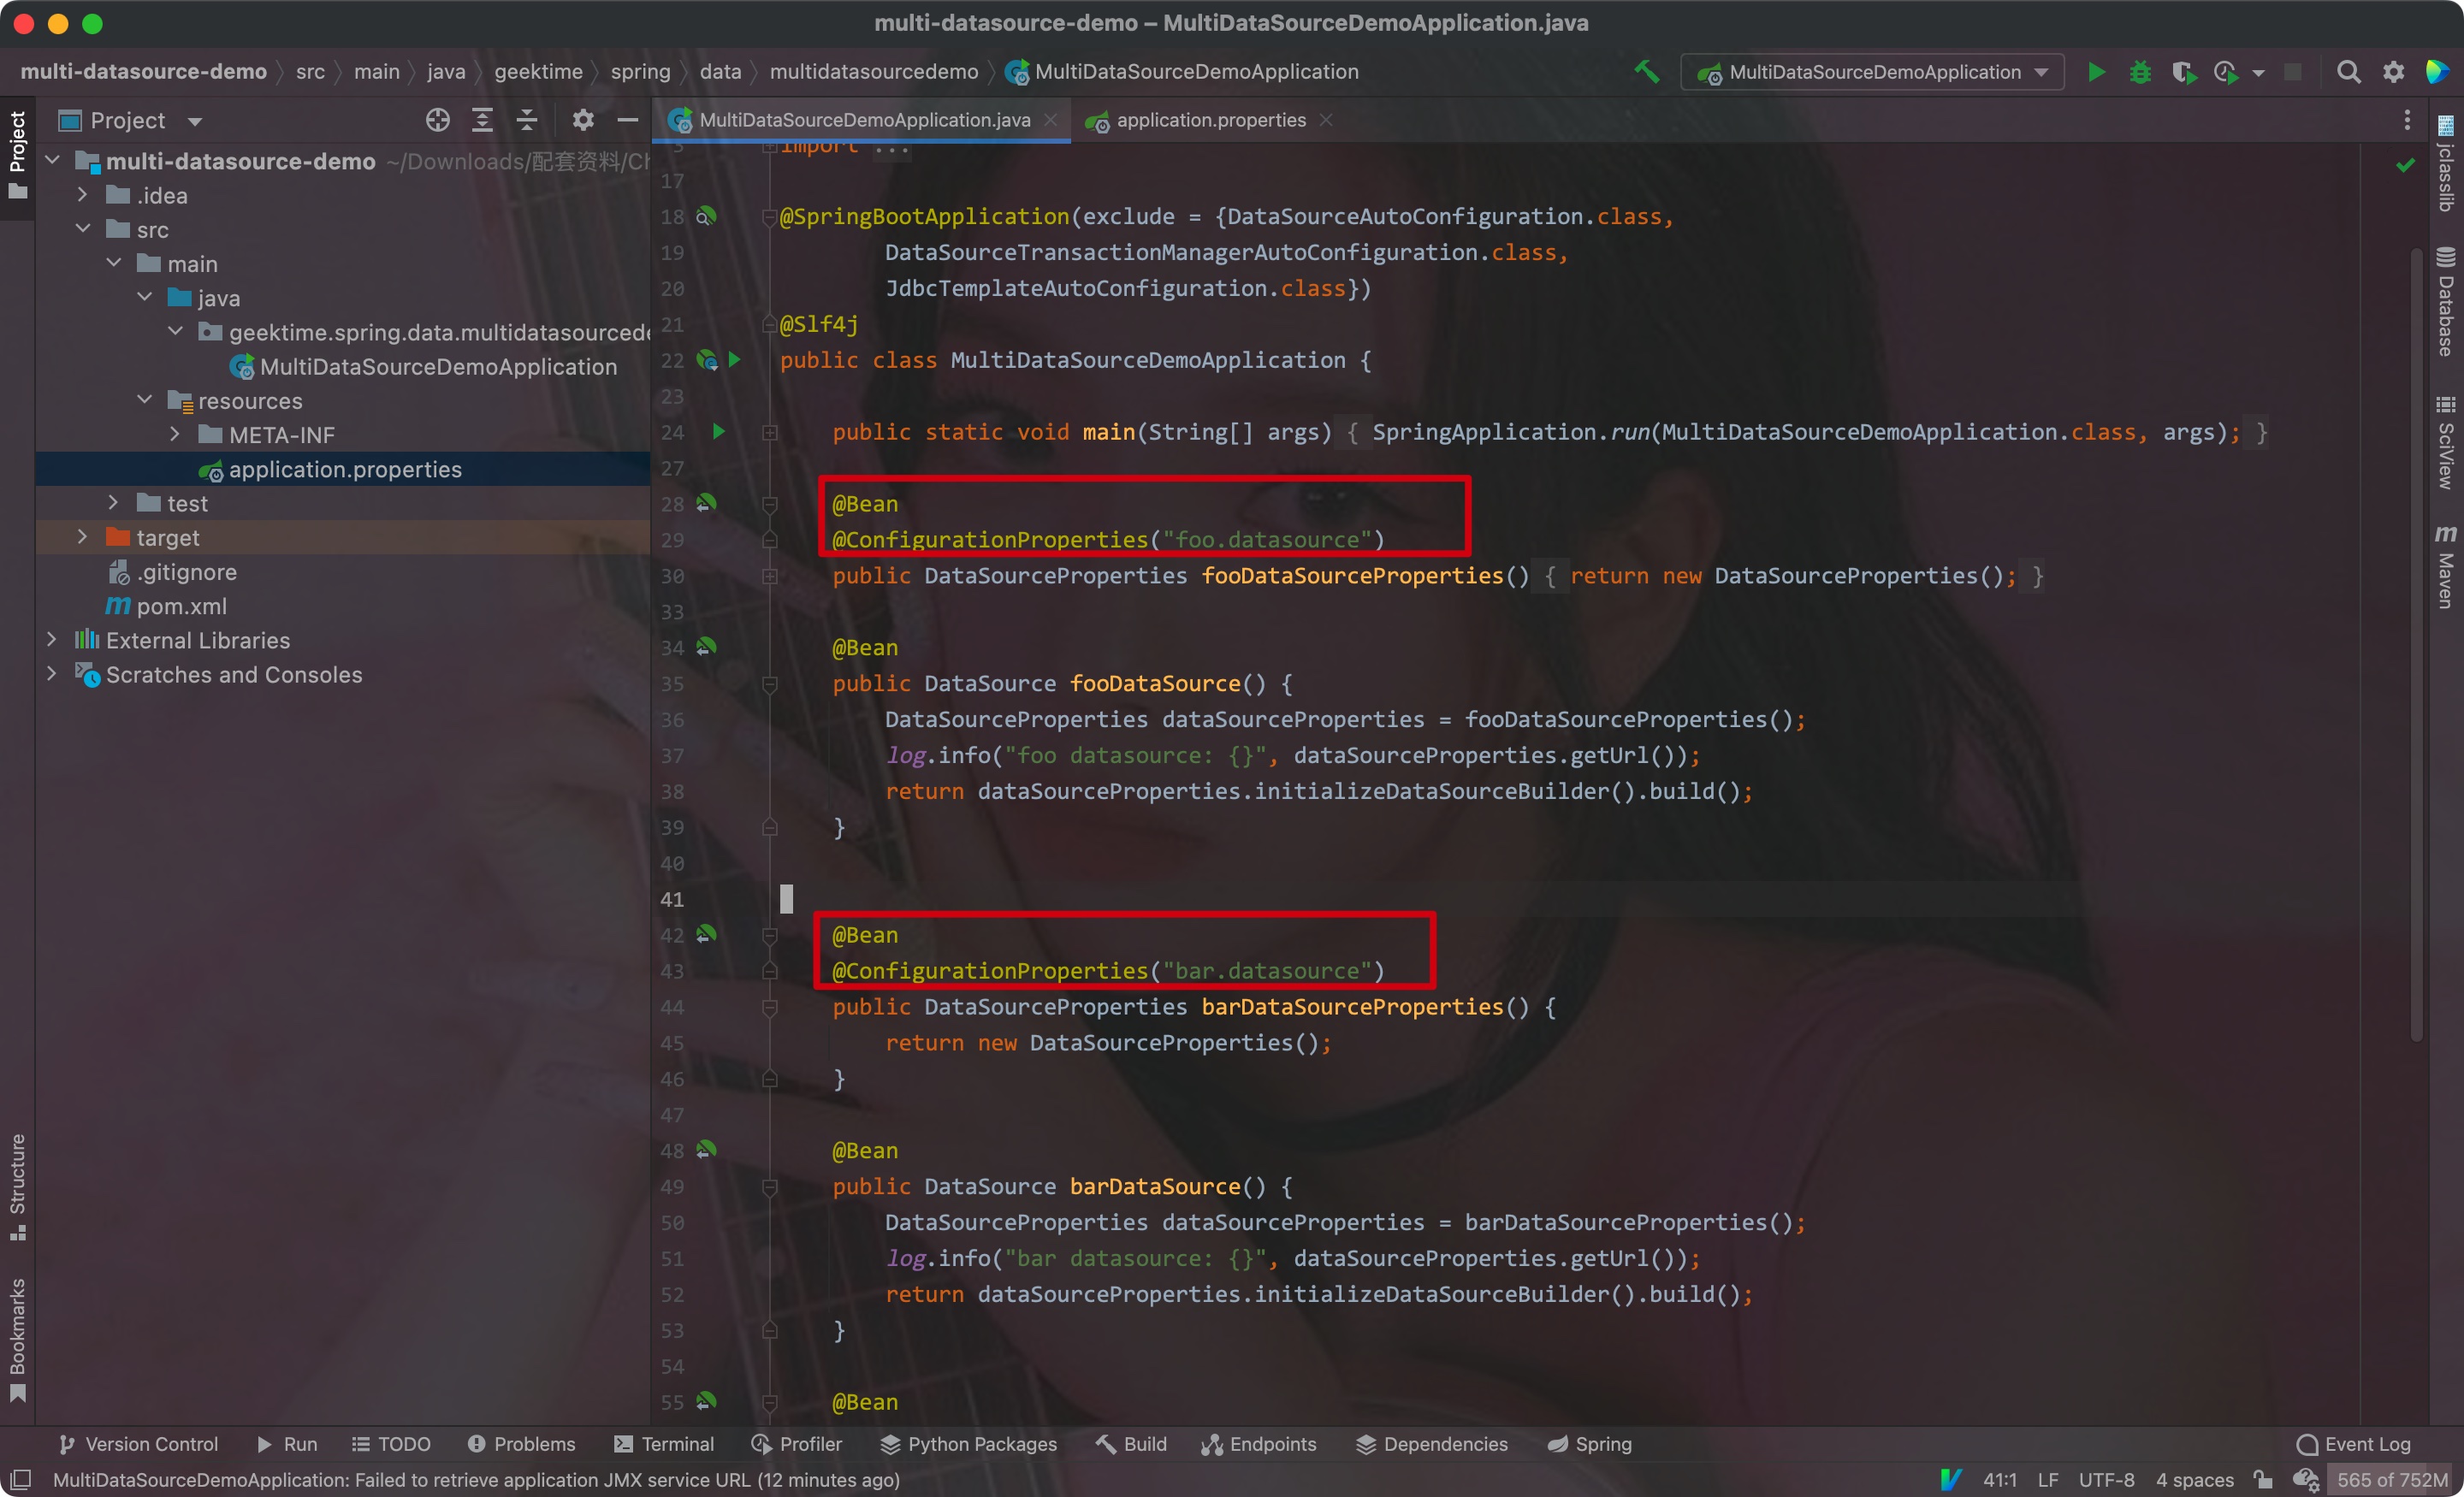 multi-datasource-demo – MultiDataSourceDemoApplication.java
multi-datasource-demo src main java geektime spring data multidatasourcedemo MultiDataSourceDemoApplication
MultiDataSourceDemoApplication
Project
Project
multi-datasource-demo ~/Downloads/配套资料/Ch
.idea
src
main
java
geektime.spring.data.multidatasourcede
MultiDataSourceDemoApplication
resources
META-INF
application.properties
test
target
.gitignore
pom.xml
External Libraries
Scratches and Consoles
Structure
Bookmarks
MultiDataSourceDemoApplication.java
application.properties
3 import ...
17
18 @SpringBootApplication(exclude = {DataSourceAutoConfiguration.class,
19 DataSourceTransactionManagerAutoConfiguration.class,
20 JdbcTemplateAutoConfiguration.class})
21 @Slf4j
22 public class MultiDataSourceDemoApplication {
23
24 public static void main(String[] args) { SpringApplication.run(MultiDataSourceDemoApplication.class, args); }
27
28 @Bean
29 @ConfigurationProperties("foo.datasource")
30 public DataSourceProperties fooDataSourceProperties() { return new DataSourceProperties(); }
33
34 @Bean
35 public DataSource fooDataSource() {
36 DataSourceProperties dataSourceProperties = fooDataSourceProperties();
37 log.info("foo datasource: {}", dataSourceProperties.getUrl());
38 return dataSourceProperties.initializeDataSourceBuilder().build();
39 }
40
41
42 @Bean
43 @ConfigurationProperties("bar.datasource")
44 public DataSourceProperties barDataSourceProperties() {
45 return new DataSourceProperties();
46 }
47
48 @Bean
49 public DataSource barDataSource() {
50 DataSourceProperties dataSourceProperties = barDataSourceProperties();
51 log.info("bar datasource: {}", dataSourceProperties.getUrl());
52 return dataSourceProperties.initializeDataSourceBuilder().build();
53 }
54
55 @Bean
jclasslib
Database
SciView
Maven
Version Control Run TODO Problems Terminal Profiler Python Packages Build Endpoints Dependencies Spring Event Log
MultiDataSourceDemoApplication: Failed to retrieve application JMX service URL (12 minutes ago) 41:1 LF UTF-8 4 spaces 565 of 752M